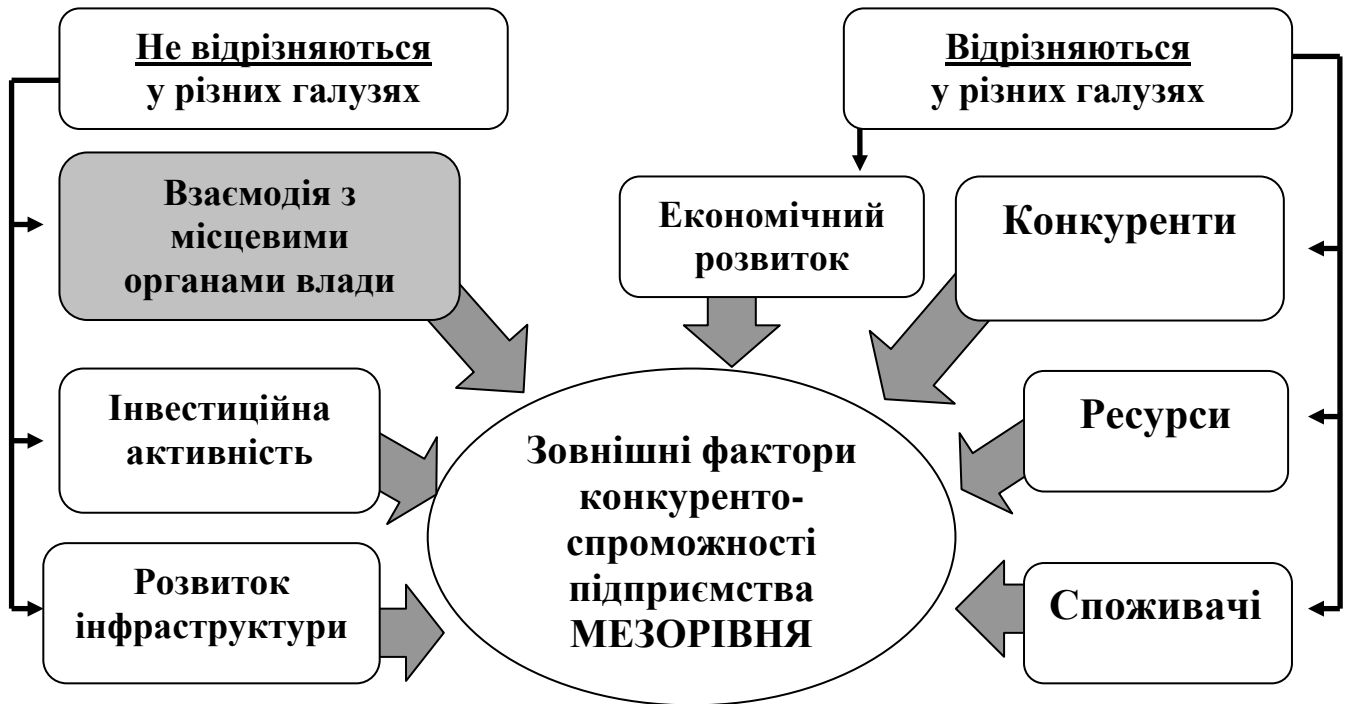 Не відрізняються
у різних галузях
Відрізняються
у різних галузях
Взаємодія з
місцевими
органами влади
Економічний
розвиток
Конкуренти
Інвестиційна
активність
Ресурси
Зовнішні фактори
конкуренто-
спроможності
підприємства
МЕЗОРІВНЯ
Розвиток
інфраструктури
Споживачі